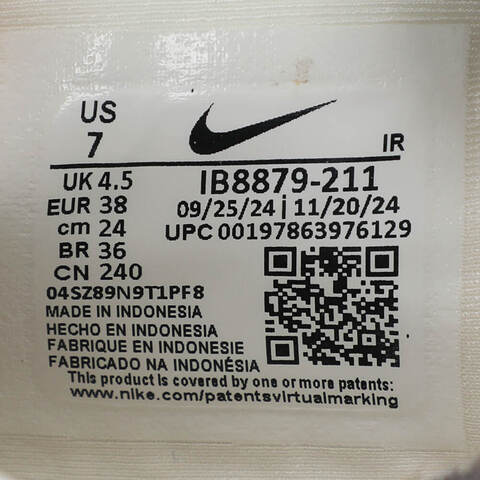 US
7
IR
UK 4.5
IB8879-211
EUR 38
09/25/24 | 11/20/24
cm 24
UPC 00197863976129
BR 36
CN 240
04SZ89N9T1PF8
MADE IN INDONESIA
HECHO EN INDONESIA
FABRIQUE EN INDONESIE
FABRICADO NA INDONÉSIA
This product is covered by one or more patents:
www.nike.com/patentsvirtualmarking